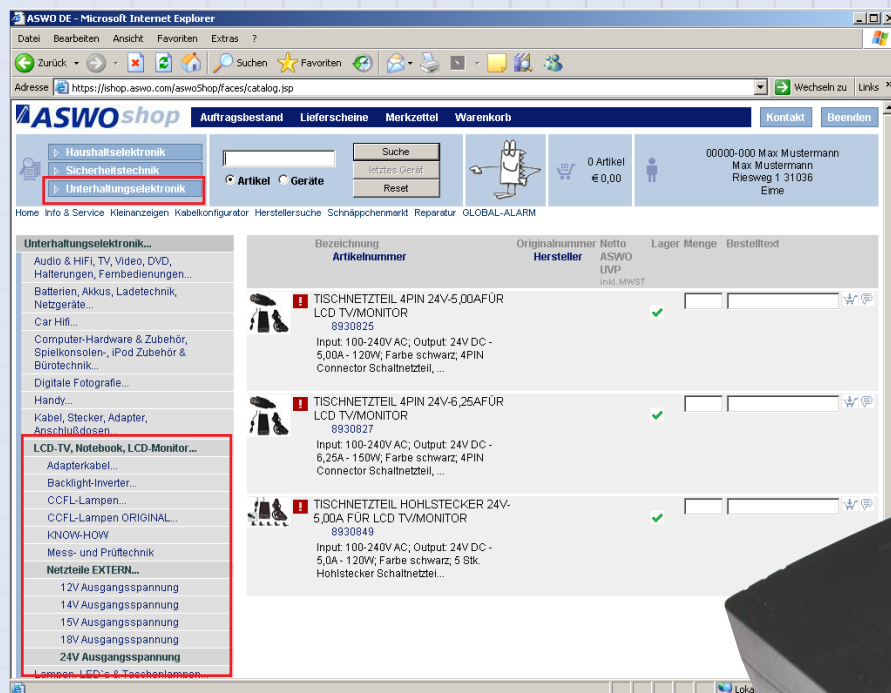 ASWO DE - Microsoft Internet Explorer
Datei Bearbeiten Ansicht Favoriten Extras ?
Zurück Suchen Favoriten
Adresse https://ishop.aswo.com/aswoShop/faces/catalog.jsp Wechseln zu Links »
ASWO shop Auftragsbestand Lieferscheine Merkzettel Warenkorb Kontakt Beenden
Haushaltselektronik
Sicherheitstechnik
Unterhaltungselektronik
Artikel Geräte
Suche
letztes Gerät
Reset
0 Artikel
€ 0,00
00000-000 Max Mustermann
Max Mustermann
Riesweg 1 31036
Eime
Home Info & Service Kleinanzeigen Kabelkonfigurator Herstellersuche Schnäppchenmarkt Reparatur GLOBAL-ALARM
Unterhaltungselektronik...
Audio & HiFi, TV, Video, DVD,
Halterungen, Fernbedienungen...
Batterien, Akkus, Ladetechnik,
Netzgeräte...
Car Hifi...
Computer-Hardware & Zubehör,
Spielkonsolen-, iPod Zubehör &
Bürotechnik...
Digitale Fotografie...
Handy...
Kabel, Stecker, Adapter,
Anschlußdosen...
LCD-TV, Notebook, LCD-Monitor...
Adapterkabel...
Backlight-Inverter...
CCFL-Lampen...
CCFL-Lampen ORIGINAL...
KNOW-HOW
Mess- und Prüftechnik
Netzteile EXTERN...
12V Ausgangsspannung
14V Ausgangsspannung
15V Ausgangsspannung
18V Ausgangsspannung
24V Ausgangsspannung
Lampen, LED's & Taschenlampen...
Bezeichnung Originalnummer Netto Lager Menge Bestelltext
Artikelnummer Hersteller ASWO
UVP
inkl.MWST
TISCHNETZTEIL 4PIN 24V-5,00AFÜR
LCD TV/MONITOR
8930825
Input: 100-240V AC; Output: 24V DC -
5,00A - 120W; Farbe schwarz; 4PIN
Connector Schaltnetzteil, ...
TISCHNETZTEIL 4PIN 24V-6,25AFÜR
LCD TV/MONITOR
8930827
Input: 100-240V AC; Output: 24V DC -
6,25A - 150W; Farbe schwarz; 4PIN
Connector Schaltnetzteil, ...
TISCHNETZTEIL HOHLSTECKER 24V-
5,00A FÜR LCD TV/MONITOR
8930849
Input: 100-240V AC; Output: 24V DC -
5,0A - 120W; Farbe schwarz; 5 Stk.
Hohlstecker Schaltnetztei...